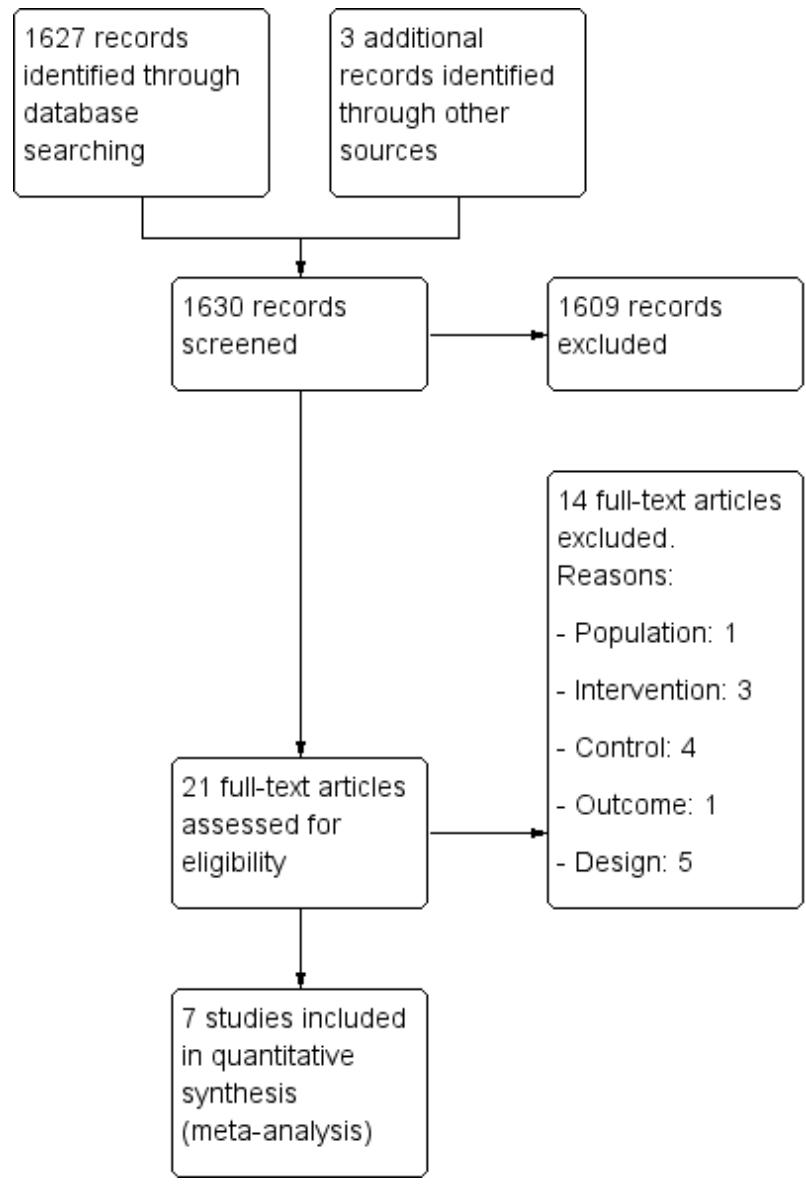 1627 records
identified through
database
searching
3 additional
records identified
through other
sources
1630 records
screened
1609 records
excluded
14 full-text articles
excluded.
Reasons:
- Population: 1
- Intervention: 3
- Control: 4
- Outcome: 1
- Design: 5
21 full-text articles
assessed for
eligibility
7 studies included
in quantitative
synthesis
(meta-analysis)